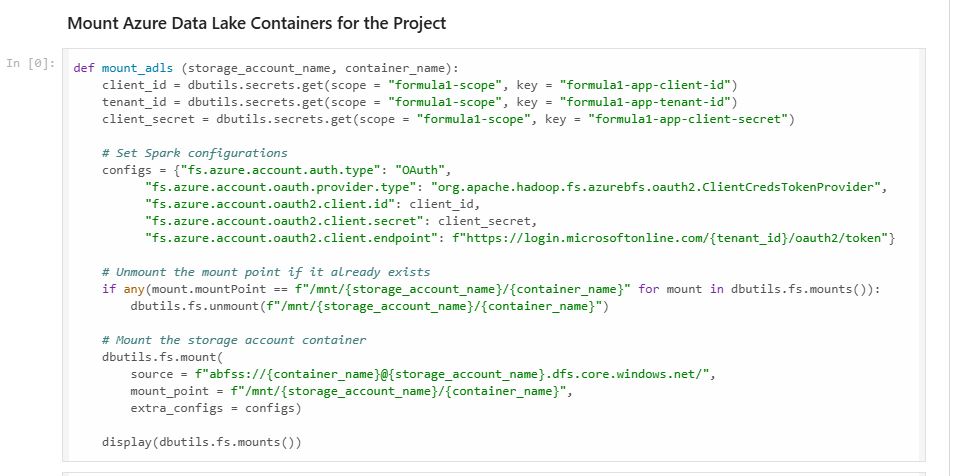 Mount Azure Data Lake Containers for the Project
In [0]:
def mount_adls (storage_account_name, container_name):
    client_id = dbutils.secrets.get(scope = "formula1-scope", key = "formula1-app-client-id")
    tenant_id = dbutils.secrets.get(scope = "formula1-scope", key = "formula1-app-tenant-id")
    client_secret = dbutils.secrets.get(scope = "formula1-scope", key = "formula1-app-client-secret")
    # Set Spark configurations
    configs = {"fs.azure.account.auth.type": "OAuth",
          "fs.azure.account.oauth.provider.type": "org.apache.hadoop.fs.azurebfs.oauth2.ClientCredsTokenProvider",
          "fs.azure.account.oauth2.client.id": client_id,
          "fs.azure.account.oauth2.client.secret": client_secret,
          "fs.azure.account.oauth2.client.endpoint": f"https://login.microsoftonline.com/{tenant_id}/oauth2/token"}
    # Unmount the mount point if it already exists
    if any(mount.mountPoint == f"/mnt/{storage_account_name}/{container_name}" for mount in dbutils.fs.mounts()):
        dbutils.fs.unmount(f"/mnt/{storage_account_name}/{container_name}")
    # Mount the storage account container
    dbutils.fs.mount(
        source = f"abfss://{container_name}@{storage_account_name}.dfs.core.windows.net/",
        mount_point = f"/mnt/{storage_account_name}/{container_name}",
        extra_configs = configs)
    display(dbutils.fs.mounts())